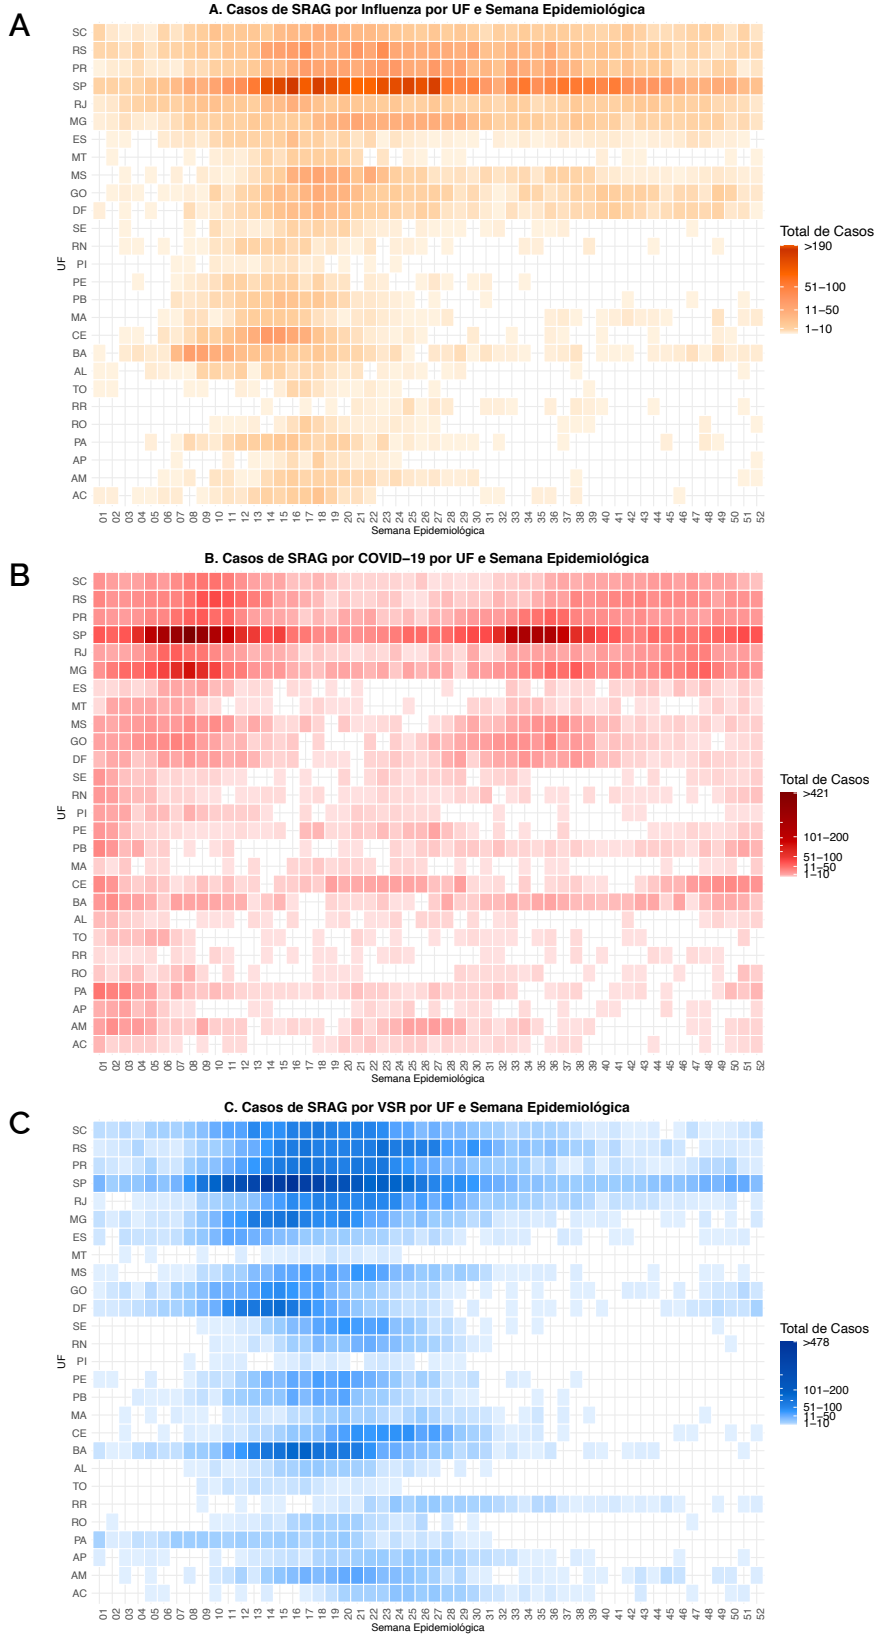 A
A. Casos de SRAG por Influenza por UF e Semana Epidemiológica
SC
RS
PR
SP
RJ
MG
ES
MT
MS
GO
DF
SE
RN
PI
PE
PB
MA
CE
BA
AL
TO
RR
RO
PA
AP
AM
AC
UF
01 02 03 04 05 06 07 08 09 10 11 12 13 14 15 16 17 18 19 20 21 22 23 24 25 26 27 28 29 30 31 32 33 34 35 36 37 38 39 40 41 42 43 44 45 46 47 48 49 50 51 52
Semana Epidemiológica
Total de Casos
>190
51–100
11–50
1–10
B
B. Casos de SRAG por COVID–19 por UF e Semana Epidemiológica
SC
RS
PR
SP
RJ
MG
ES
MT
MS
GO
DF
SE
RN
PI
PE
PB
MA
CE
BA
AL
TO
RR
RO
PA
AP
AM
AC
UF
01 02 03 04 05 06 07 08 09 10 11 12 13 14 15 16 17 18 19 20 21 22 23 24 25 26 27 28 29 30 31 32 33 34 35 36 37 38 39 40 41 42 43 44 45 46 47 48 49 50 51 52
Semana Epidemiológica
Total de Casos
>421
101–200
51–100
11–50
1–10
C
C. Casos de SRAG por VSR por UF e Semana Epidemiológica
SC
RS
PR
SP
RJ
MG
ES
MT
MS
GO
DF
SE
RN
PI
PE
PB
MA
CE
BA
AL
TO
RR
RO
PA
AP
AM
AC
UF
01 02 03 04 05 06 07 08 09 10 11 12 13 14 15 16 17 18 19 20 21 22 23 24 25 26 27 28 29 30 31 32 33 34 35 36 37 38 39 40 41 42 43 44 45 46 47 48 49 50 51 52
Semana Epidemiológica
Total de Casos
>478
101–200
51–100
11–50
1–10